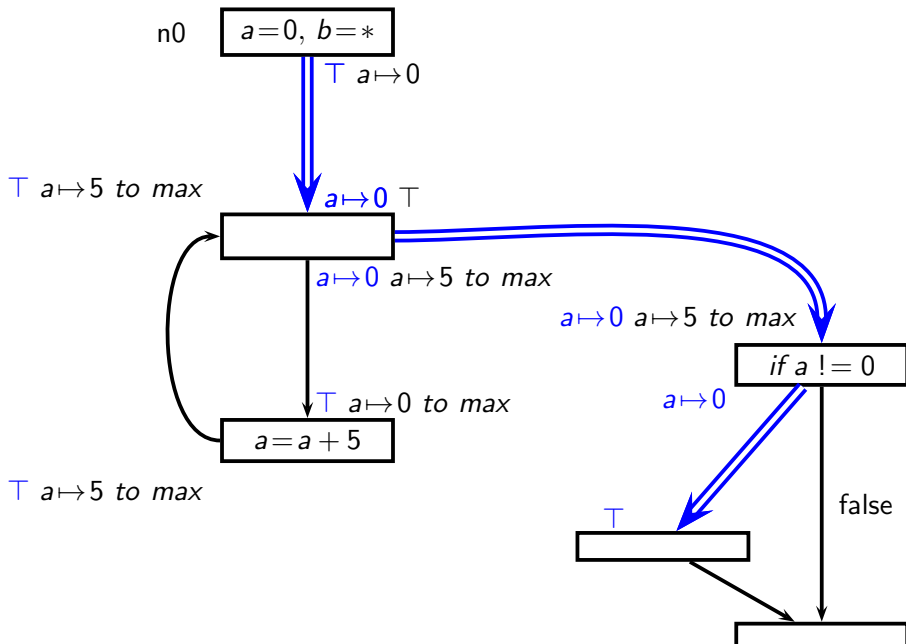 n0
a=0, b=∗
⊤ a↦0
⊤ a↦5 to max
a↦0 ⊤
a↦0 a↦5 to max
a↦0 a↦5 to max
if a != 0
a↦0
⊤ a↦0 to max
a=a+5
⊤ a↦5 to max
false
⊤